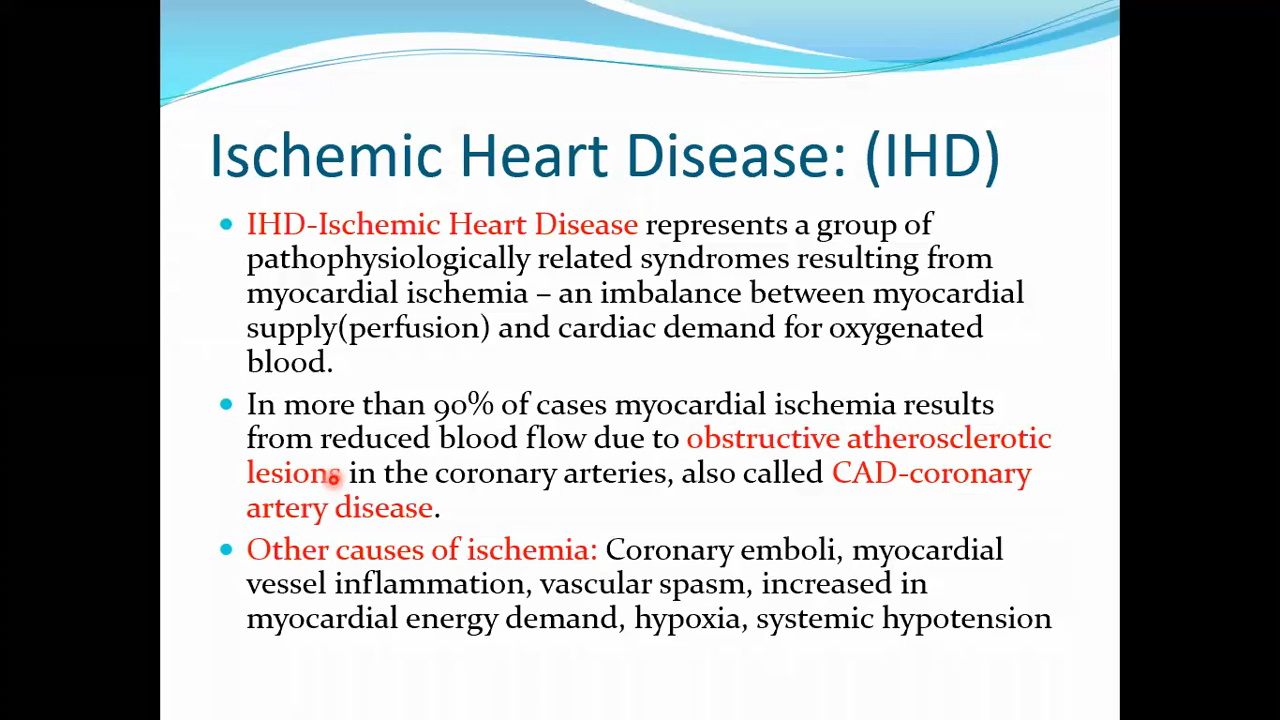 Ischemic Heart Disease: (IHD)
IHD-Ischemic Heart Disease represents a group of
pathophysiologically related syndromes resulting from
myocardial ischemia – an imbalance between myocardial
supply(perfusion) and cardiac demand for oxygenated
blood.
In more than 90% of cases myocardial ischemia results
from reduced blood flow due to obstructive atherosclerotic
lesions in the coronary arteries, also called CAD-coronary
artery disease.
Other causes of ischemia: Coronary emboli, myocardial
vessel inflammation, vascular spasm, increased in
myocardial energy demand, hypoxia, systemic hypotension